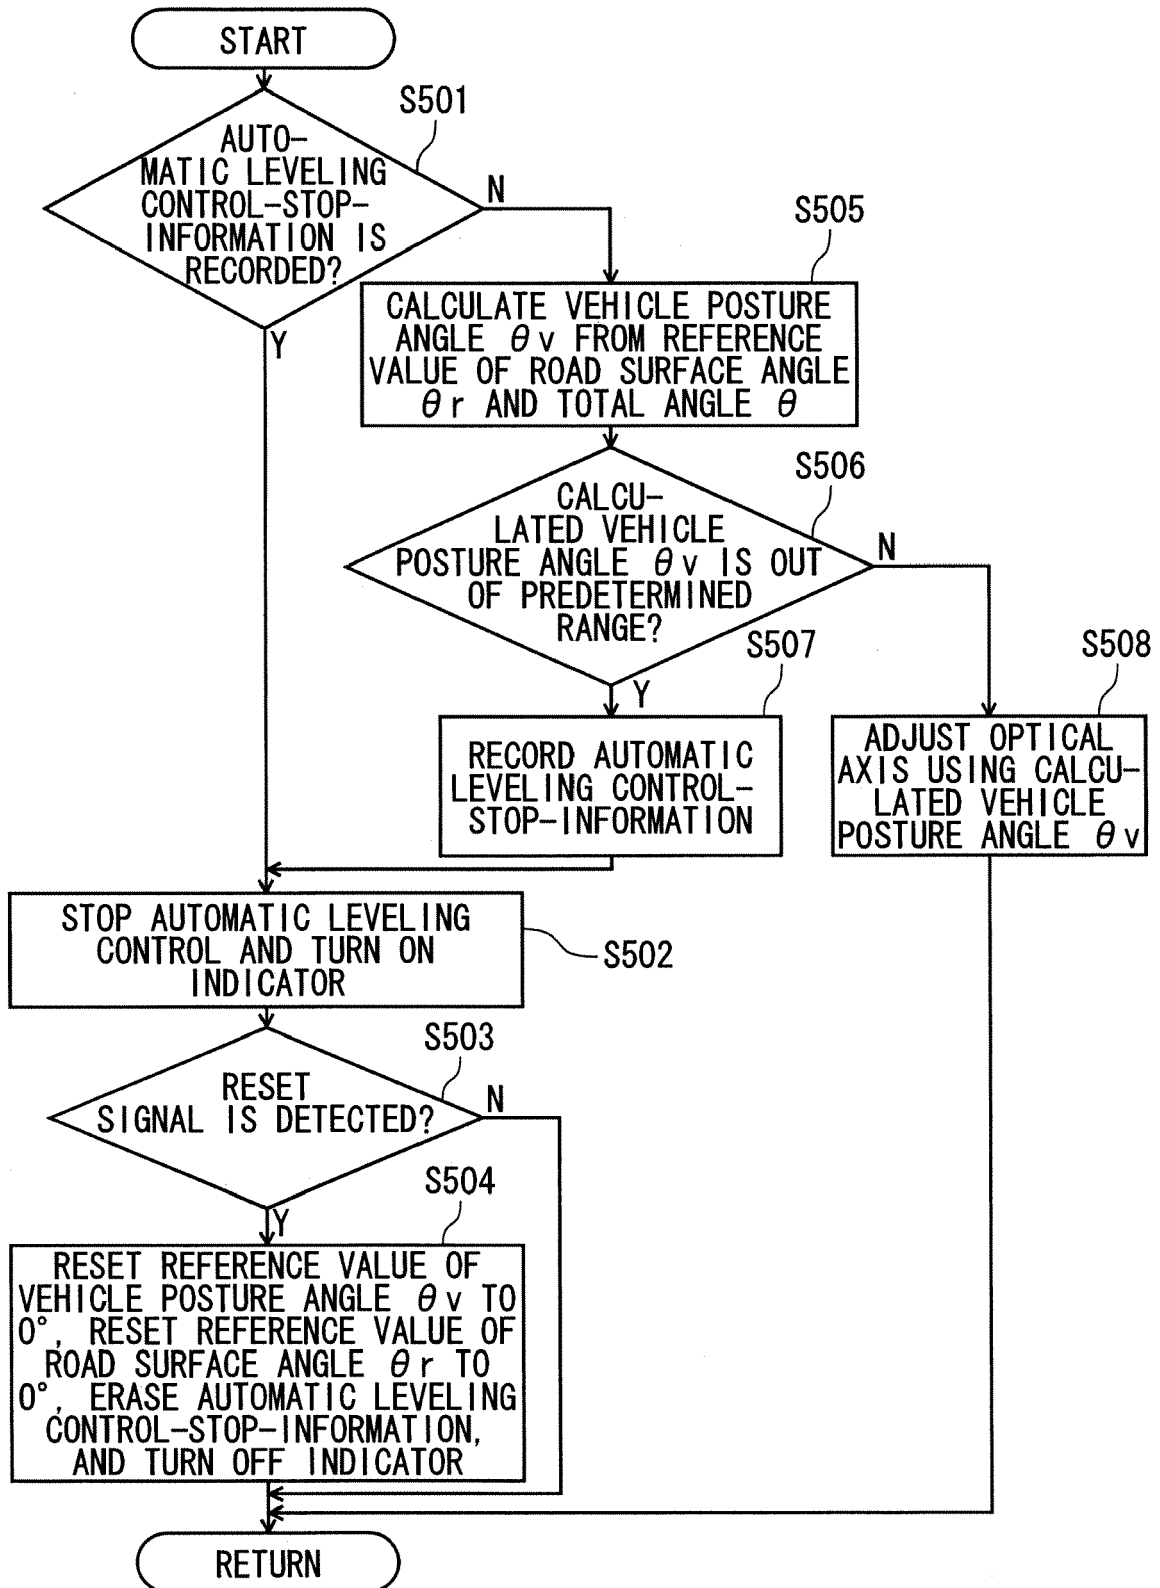 START
S501
AUTO-
MATIC LEVELING
CONTROL-STOP-
INFORMATION IS
RECORDED?
N
Y
S505
CALCULATE VEHICLE POSTURE
ANGLE θv FROM REFERENCE
VALUE OF ROAD SURFACE ANGLE
θr AND TOTAL ANGLE θ
S506
CALCU-
LATED VEHICLE
POSTURE ANGLE θv IS OUT
OF PREDETERMINED
RANGE?
N
Y
S507
RECORD AUTOMATIC
LEVELING CONTROL-
STOP-INFORMATION
S508
ADJUST OPTICAL
AXIS USING CALCU-
LATED VEHICLE
POSTURE ANGLE θv
STOP AUTOMATIC LEVELING
CONTROL AND TURN ON
INDICATOR
S502
S503
RESET
SIGNAL IS DETECTED?
N
Y
S504
RESET REFERENCE VALUE OF
VEHICLE POSTURE ANGLE θv TO
0°, RESET REFERENCE VALUE OF
ROAD SURFACE ANGLE θr TO
0°, ERASE AUTOMATIC LEVELING
CONTROL-STOP-INFORMATION,
AND TURN OFF INDICATOR
RETURN